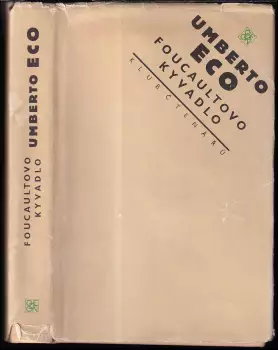 FOUCAULTOVO
KYVADLO
UMBERTO ECO
UMBERTO
ECO
FOUCAULTOVO
KYVADLO
KLUB ČTENÁŘŮ